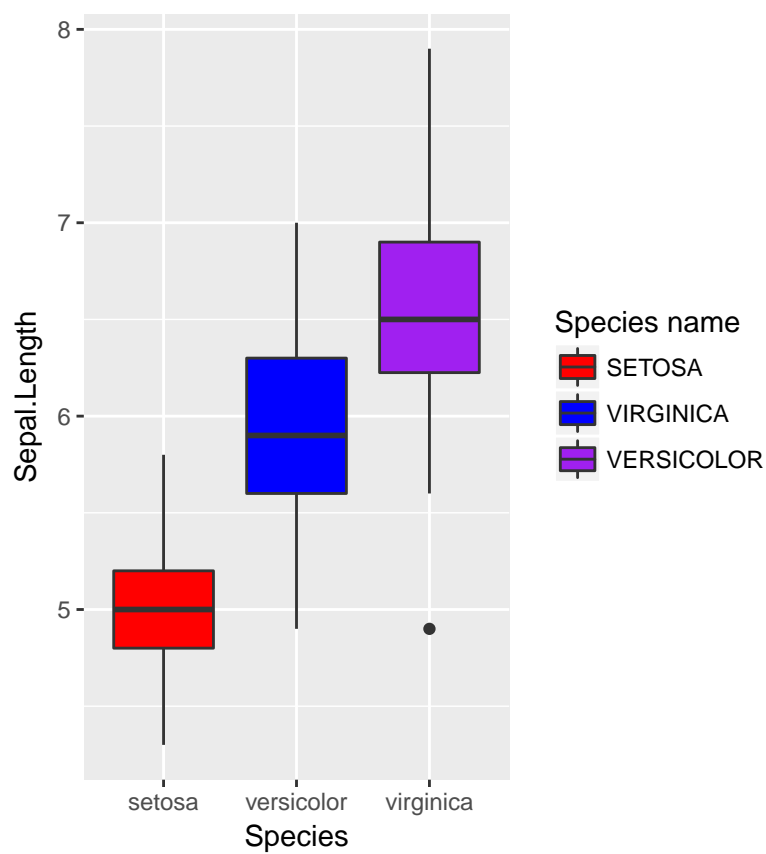 8
7
6
5
Sepal.Length
setosa versicolor virginica
Species
Species name
SETOSA
VIRGINICA
VERSICOLOR